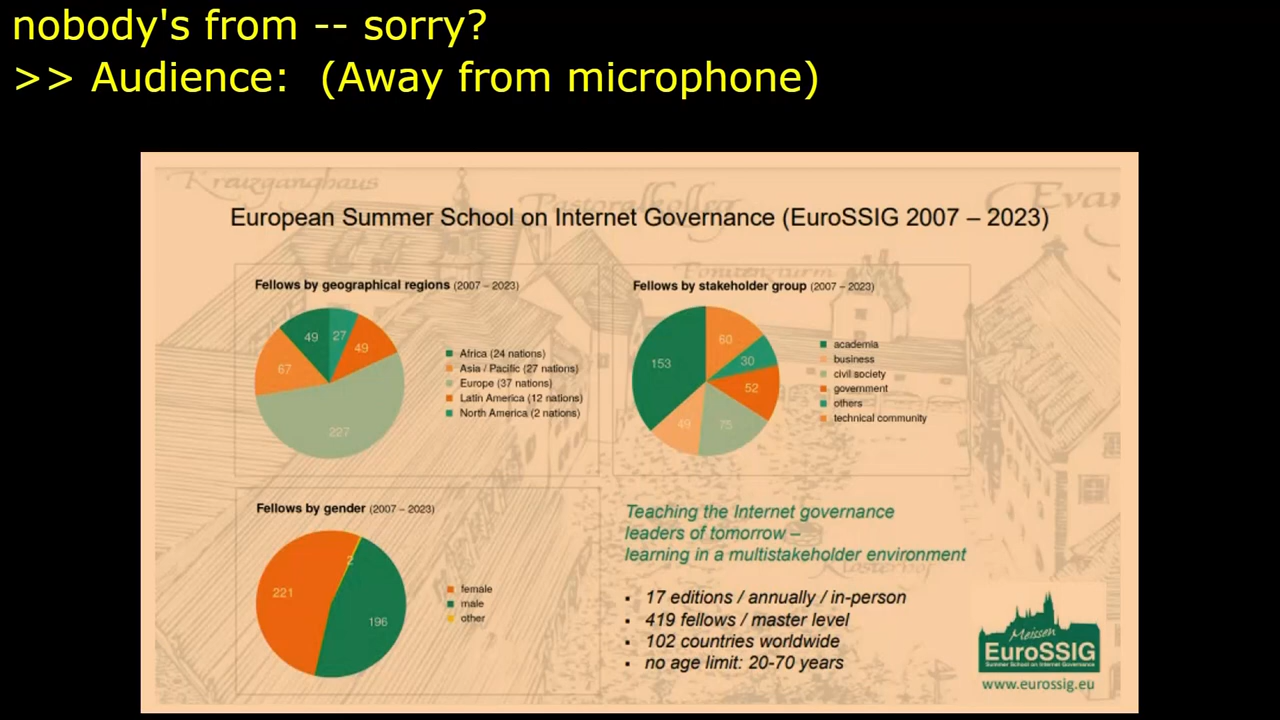 nobody's from -- sorry?
>> Audience:  (Away from microphone)
Kreuzganghaus
Pastoralkolleg
Evan
European Summer School on Internet Governance (EuroSSIG 2007 – 2023)
Fellows by geographical regions (2007 – 2023)
49
27
49
67
227
Africa (24 nations)
Asia / Pacific (27 nations)
Europe (37 nations)
Latin America (12 nations)
North America (2 nations)
Fellows by stakeholder group (2007 – 2023)
60
153
30
52
49
75
academia
business
civil society
government
others
technical community
Fellows by gender (2007 – 2023)
2
221
196
female
male
other
Teaching the Internet governance
leaders of tomorrow –
learning in a multistakeholder environment
▪ 17 editions / annually / in-person
▪ 419 fellows / master level
▪ 102 countries worldwide
▪ no age limit: 20-70 years
Meissen
EuroSSIG
Summer School on Internet Governance
www.eurossig.eu